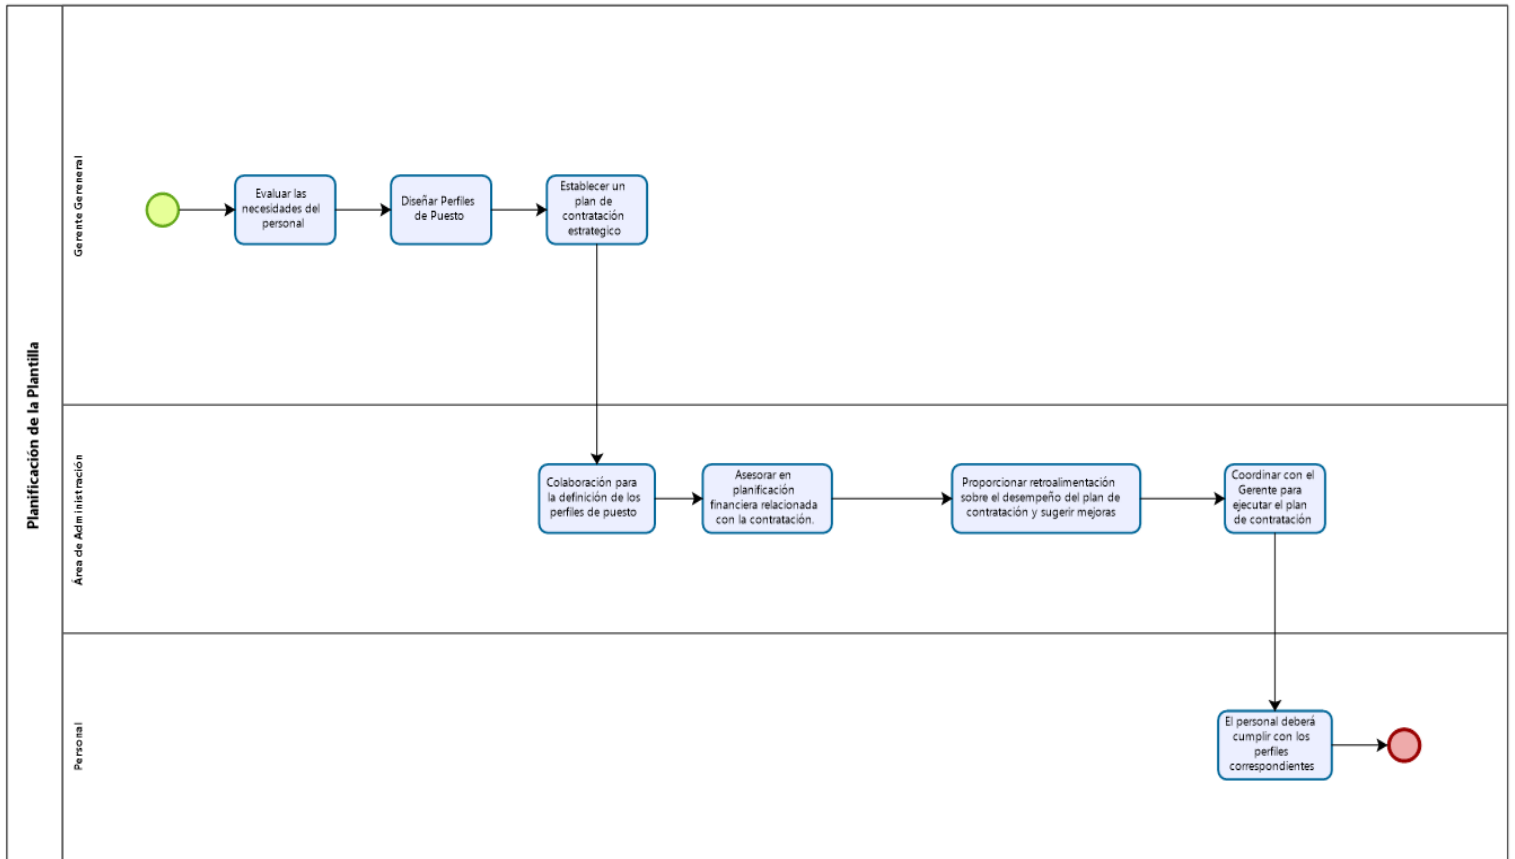 Planificación de la Plantilla
Gerente Gereneral
Evaluar las
necesidades del
personal
Diseñar Perfiles
de Puesto
Establecer un
plan de
contratación
estrategico
Área de Administración
Colaboración para
la definición de los
perfiles de puesto
Asesorar en
planificación
financiera relacionada
con la contratación.
Proporcionar retroalimentación
sobre el desempeño del plan de
contratación y sugerir mejoras
Coordinar con el
Gerente para
ejecutar el plan
de contratación
Personal
El personal deberá
cumplir con los
perfiles
correspondientes